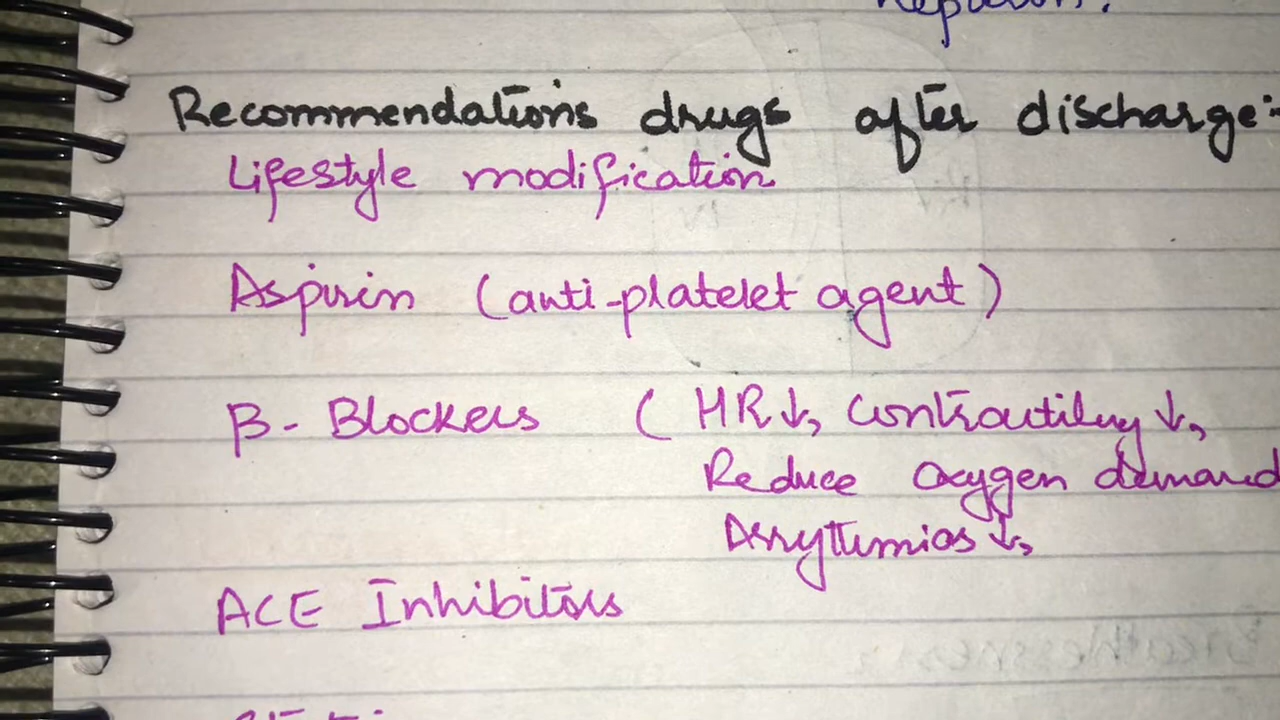 Recommendations drugs after discharge:-
Lifestyle modification
Aspirin (anti-platelet agent)
β- Blockers ( HR↓, Contractility ↓,
Reduce oxygen demand
Arrythmias ↓,
ACE Inhibitors